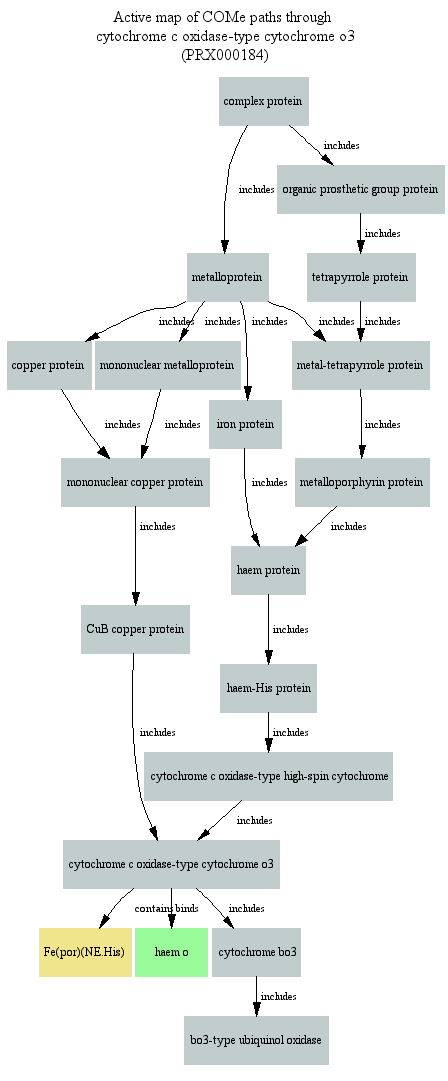 Active map of COMe paths through
cytochrome c oxidase-type cytochrome o3
(PRX000184)
complex protein
includes
includes
organic prosthetic group protein
includes
metalloprotein
tetrapyrrole protein
includes
includes
includes
includes
includes
copper protein
mononuclear metalloprotein
metal-tetrapyrrole protein
iron protein
includes
includes
includes
mononuclear copper protein
includes
metalloporphyrin protein
includes
includes
haem protein
CuB copper protein
includes
haem-His protein
includes
includes
cytochrome c oxidase-type high-spin cytochrome
includes
cytochrome c oxidase-type cytochrome o3
contains
binds
includes
Fe(por)(NE.His)
haem o
cytochrome bo3
includes
bo3-type ubiquinol oxidase